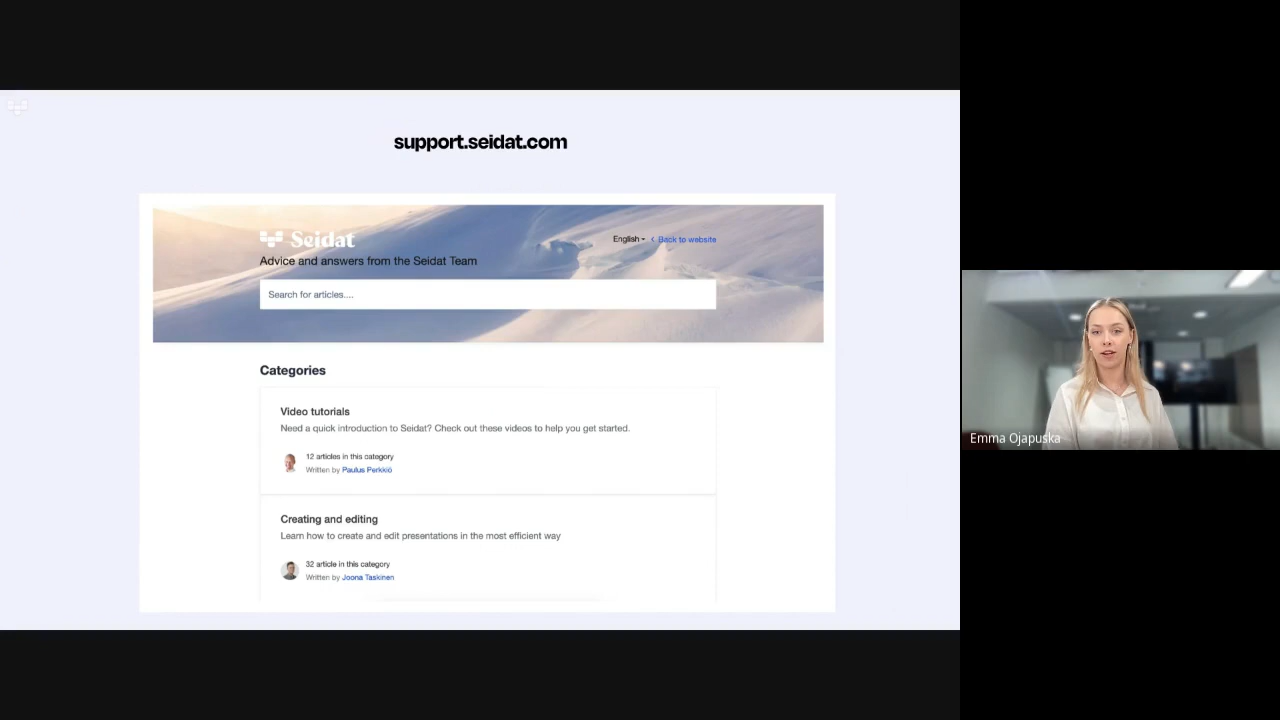 support.seidat.com
Seidat
English
Back to website
Advice and answers from the Seidat Team
Search for articles....
Categories
Video tutorials
Need a quick introduction to Seidat? Check out these videos to help you get started.
12 articles in this category
Written by Paulus Perkkiö
Creating and editing
Learn how to create and edit presentations in the most efficient way
32 article in this category
Written by Joona Taskinen
Emma Ojapuska